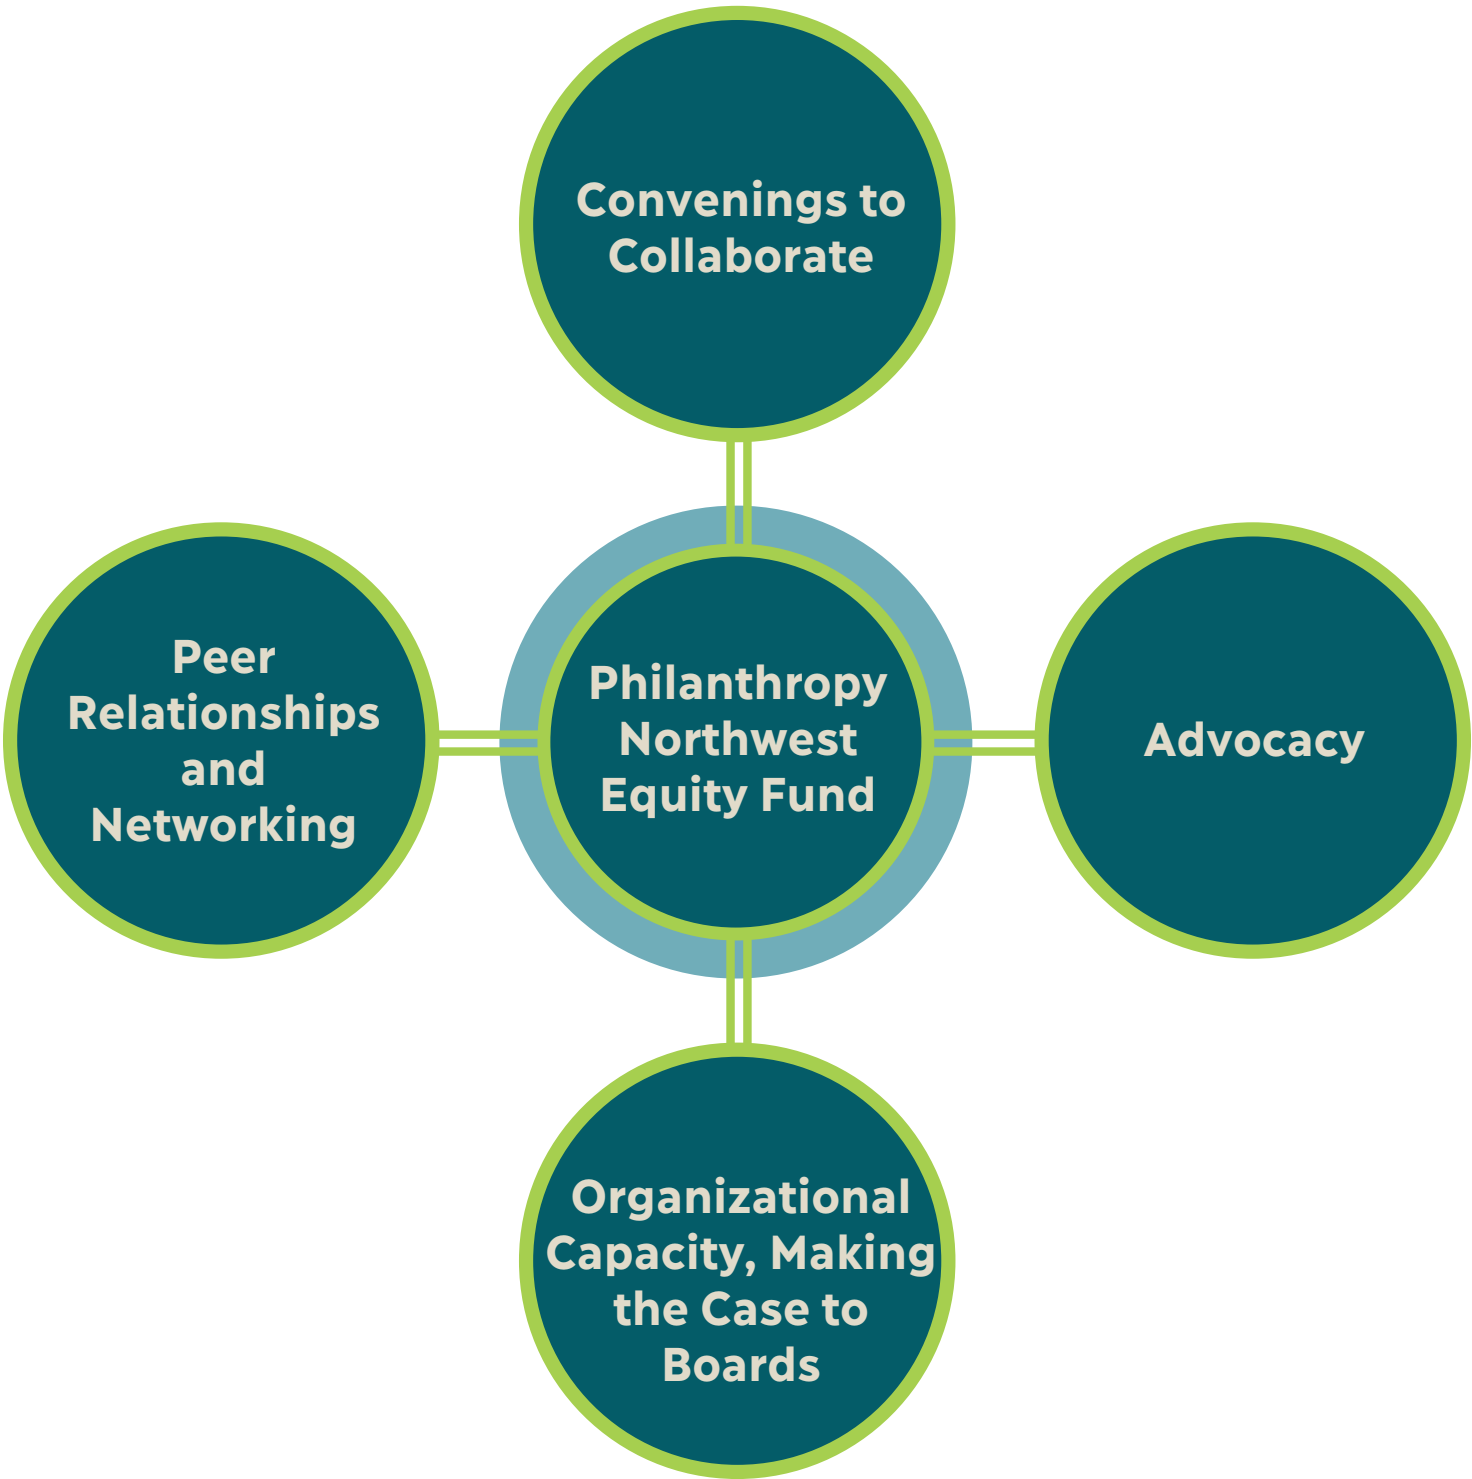 Convenings to
Collaborate
Peer
Relationships
and
Networking
Philanthropy
Northwest
Equity Fund
Advocacy
Organizational
Capacity, Making
the Case to
Boards